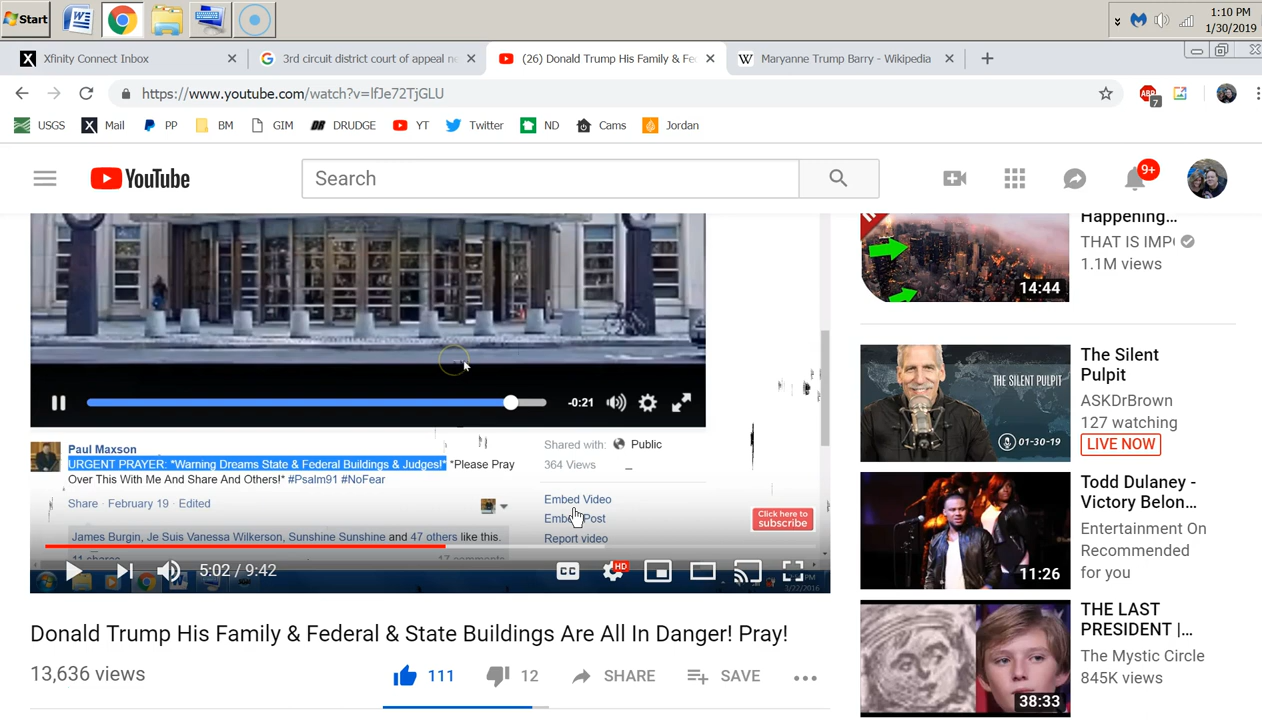 Start
1:10 PM
1/30/2019
Xfinity Connect Inbox
3rd circuit district court of appeal n
(26) Donald Trump His Family & Fe
Maryanne Trump Barry - Wikipedia
https://www.youtube.com/watch?v=lfJe72TjGLU
ABP
7
USGS
Mail
PP
BM
GIM
DRUDGE
YT
Twitter
ND
Cams
Jordan
YouTube
Search
9+
Happening...
THAT IS IMP
1.1M views
14:44
-0:21
Paul Maxson
URGENT PRAYER: *Warning Dreams State & Federal Buildings & Judges!* *Please Pray
Over This With Me And Share And Others!* #Psalm91 #NoFear
Share · February 19 · Edited
James Burgin, Je Suis Vanessa Wilkerson, Sunshine Sunshine and 47 others like this.
Shared with: Public
364 Views
Embed Video
Embed Post
Report video
Click here to
subscribe
5:02 / 9:42
CC
HD
Donald Trump His Family & Federal & State Buildings Are All In Danger! Pray!
13,636 views
111
12
SHARE
SAVE
THE SILENT
PULPIT
01-30-19
The Silent
Pulpit
ASKDrBrown
127 watching
LIVE NOW
11:26
Todd Dulaney -
Victory Belon...
Entertainment On
Recommended
for you
38:33
THE LAST
PRESIDENT |...
The Mystic Circle
845K views